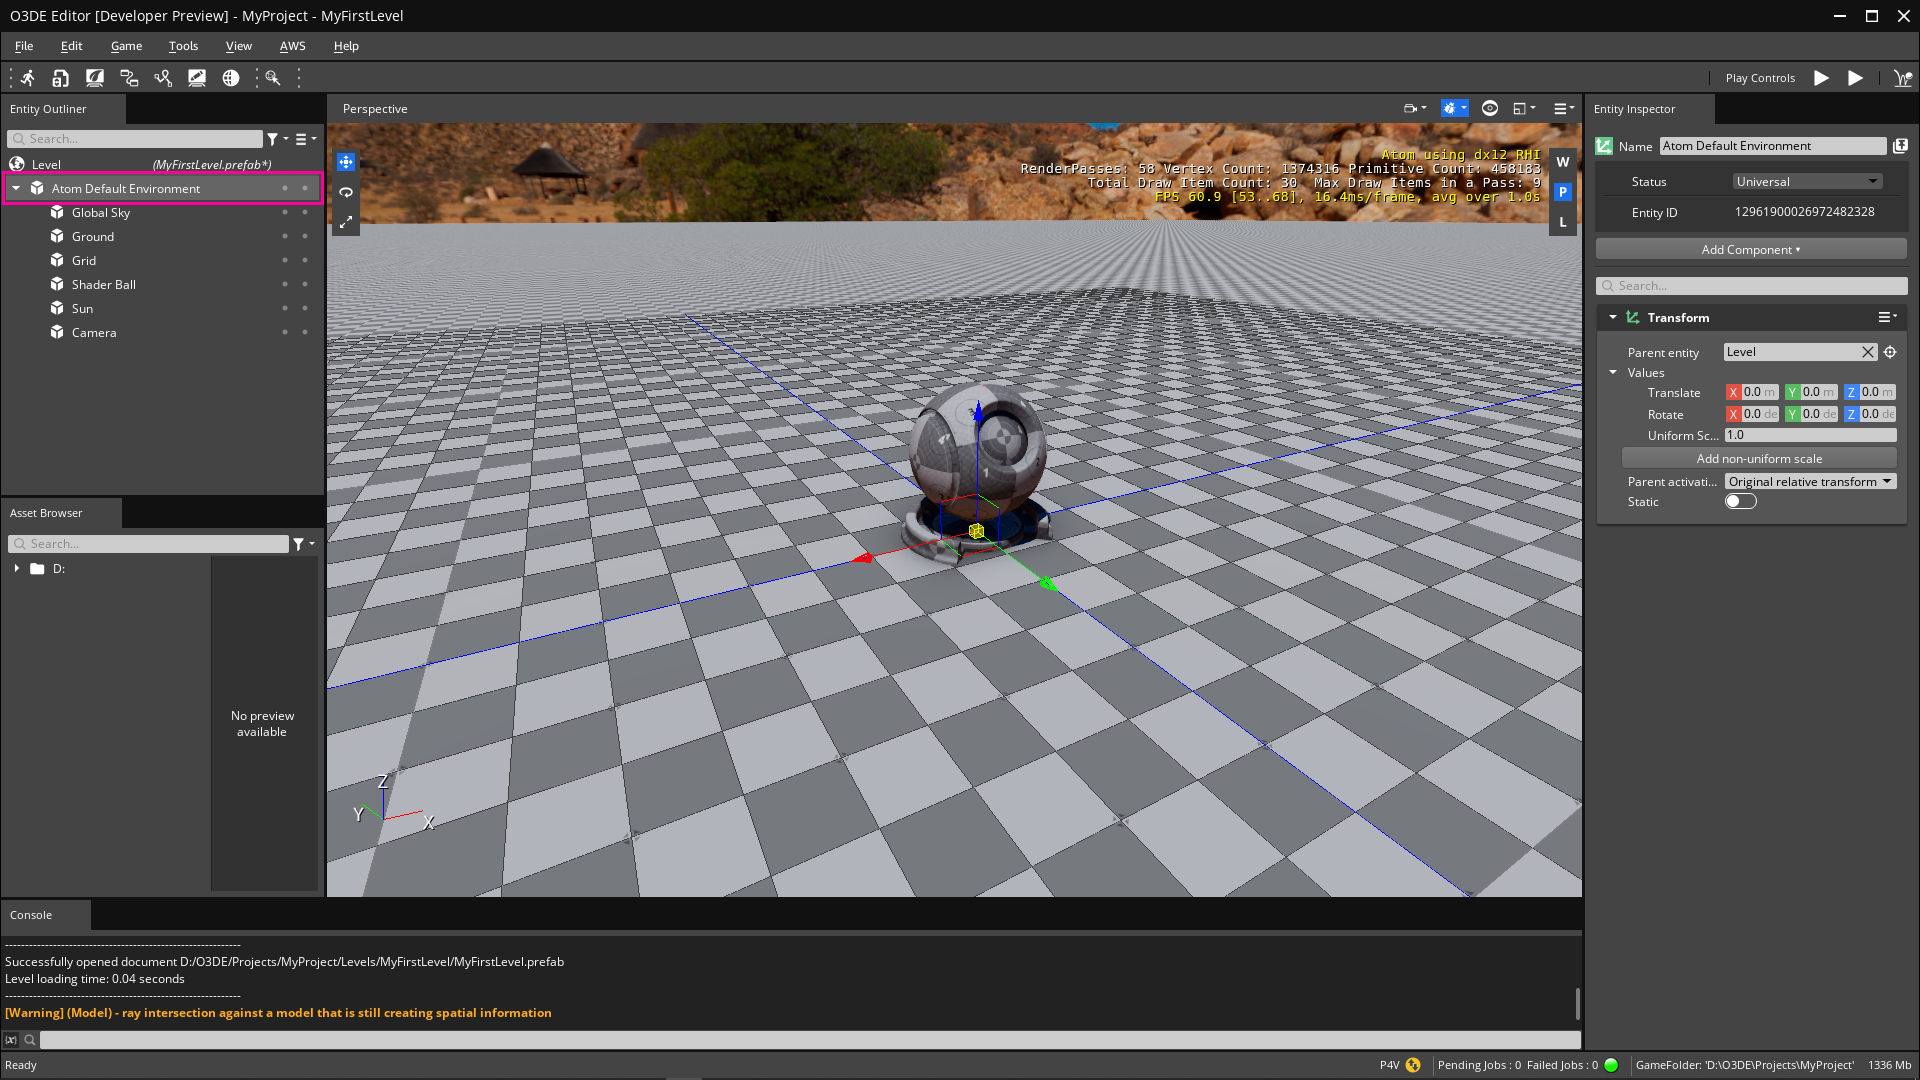 O3DE Editor [Developer Preview] - MyProject - MyFirstLevel
File Edit Game Tools View AWS Help
Play Controls
Entity Outliner
Search...
Level (MyFirstLevel.prefab*)
Atom Default Environment
Global Sky
Ground
Grid
Shader Ball
Sun
Camera
Asset Browser
Search...
D:
No preview
available
Perspective
Atom using dx12 RHI
RenderPasses: 58 Vertex Count: 1374316 Primitive Count: 458183
Total Draw Item Count: 30 Max Draw Items in a Pass: 9
FPS 60.9 [53..68], 16.4ms/frame, avg over 1.0s
W
P
L
1
Z
Y
X
Entity Inspector
Name Atom Default Environment
Status Universal
Entity ID 12961900026972482328
Add Component
Search...
Transform
Parent entity Level
Values
Translate X 0.0 m Y 0.0 m Z 0.0 m
Rotate X 0.0 de Y 0.0 de Z 0.0 de
Uniform Sc... 1.0
Add non-uniform scale
Parent activati... Original relative transform
Static
Console
------------------------------------------------------------
Successfully opened document D:/O3DE/Projects/MyProject/Levels/MyFirstLevel/MyFirstLevel.prefab
Level loading time: 0.04 seconds
------------------------------------------------------------
[Warning] (Model) - ray intersection against a model that is still creating spatial information
Ready
P4V Pending Jobs : 0 Failed Jobs : 0 GameFolder: 'D:\O3DE\Projects\MyProject' 1336 Mb